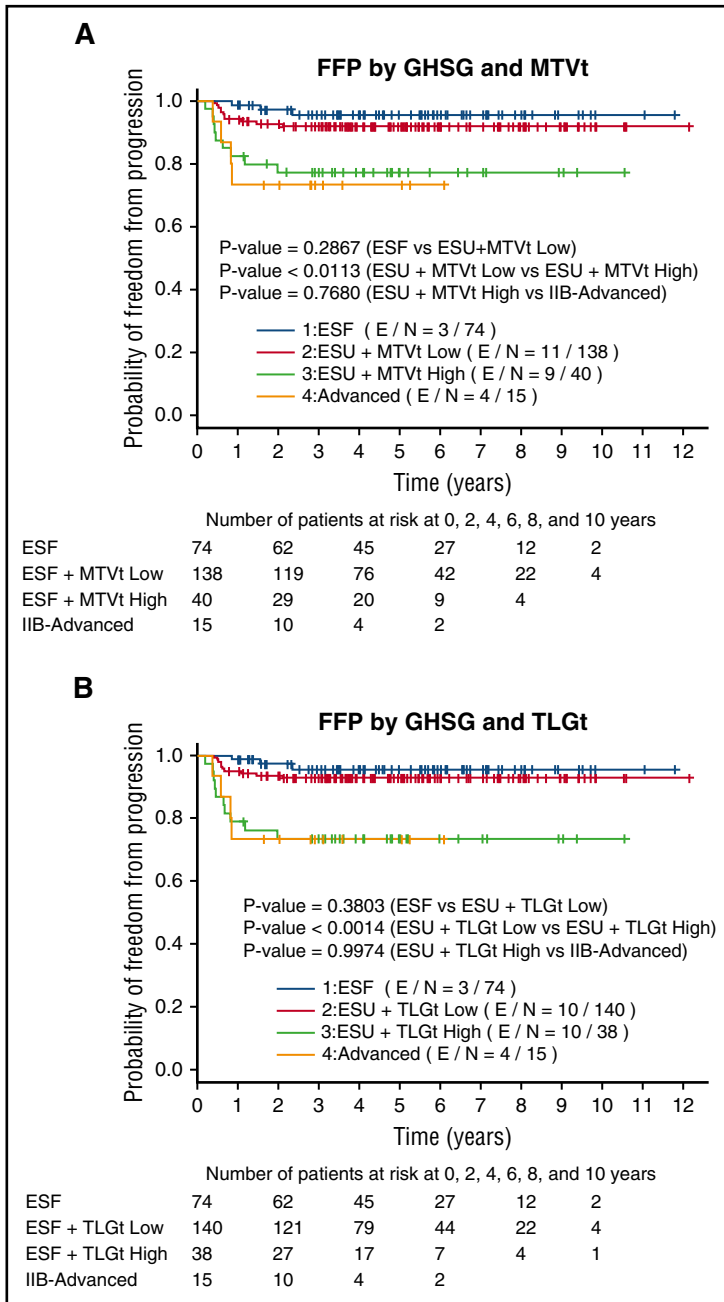 A
FFP by GHSG and MTVt
Probability of freedom from progression
1.0
0.8
0.6
0.4
0.2
0.0
P-value = 0.2867 (ESF vs ESU+MTVt Low)
P-value < 0.0113 (ESU + MTVt Low vs ESU + MTVt High)
P-value = 0.7680 (ESU + MTVt High vs IIB-Advanced)
1:ESF ( E / N = 3 / 74 )
2:ESU + MTVt Low ( E / N = 11 / 138 )
3:ESU + MTVt High ( E / N = 9 / 40 )
4:Advanced ( E / N = 4 / 15 )
0 1 2 3 4 5 6 7 8 9 10 11 12
Time (years)
Number of patients at risk at 0, 2, 4, 6, 8, and 10 years
ESF 74 62 45 27 12 2
ESF + MTVt Low 138 119 76 42 22 4
ESF + MTVt High 40 29 20 9 4
IIB-Advanced 15 10 4 2
B
FFP by GHSG and TLGt
Probability of freedom from progression
1.0
0.8
0.6
0.4
0.2
0.0
P-value = 0.3803 (ESF vs ESU + TLGt Low)
P-value < 0.0014 (ESU + TLGt Low vs ESU + TLGt High)
P-value = 0.9974 (ESU + TLGt High vs IIB-Advanced)
1:ESF ( E / N = 3 / 74 )
2:ESU + TLGt Low ( E / N = 10 / 140 )
3:ESU + TLGt High ( E / N = 10 / 38 )
4:Advanced ( E / N = 4 / 15 )
0 1 2 3 4 5 6 7 8 9 10 11 12
Time (years)
Number of patients at risk at 0, 2, 4, 6, 8, and 10 years
ESF 74 62 45 27 12 2
ESF + TLGt Low 140 121 79 44 22 4
ESF + TLGt High 38 27 17 7 4 1
IIB-Advanced 15 10 4 2